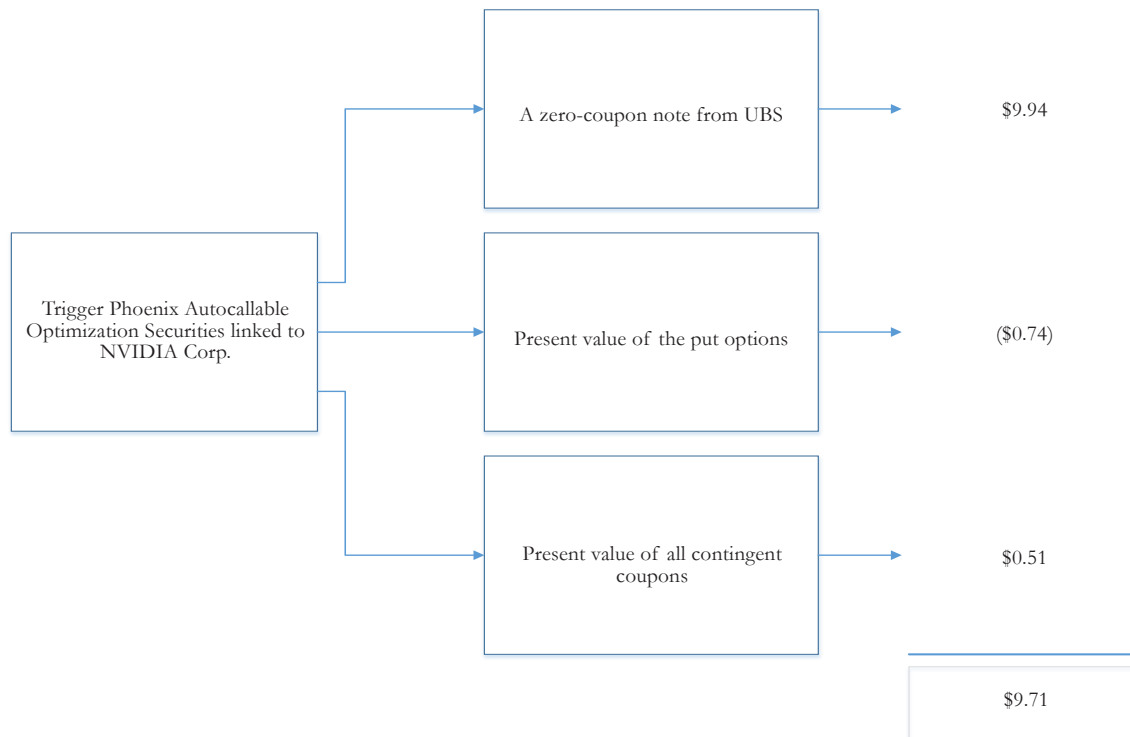 A zero-coupon note from UBS
$9.94
Trigger Phoenix Autocallable
Optimization Securities linked to
NVIDIA Corp.
Present value of the put options
($0.74)
Present value of all contingent
coupons
$0.51
$9.71